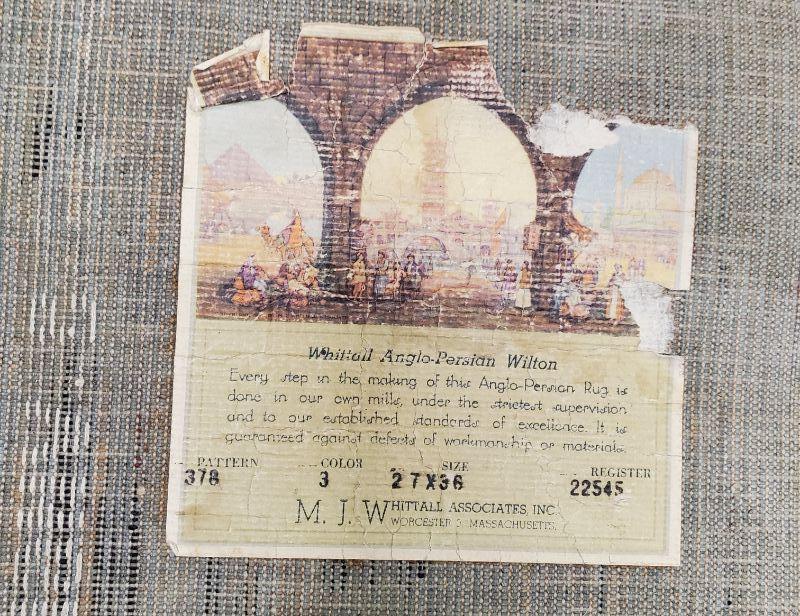 Whittall Anglo-Persian Wilton
Every step in the making of this Anglo-Persian Rug is
done in our own mills, under the strictest supervision
and to our established standards of excellence. It is
guaranteed against defects of workmanship or materials.
PATTERN COLOR SIZE REGISTER
378 3 27X36 22545
M. J. WHITTALL ASSOCIATES, INC.
WORCESTER 3, MASSACHUSETTS.